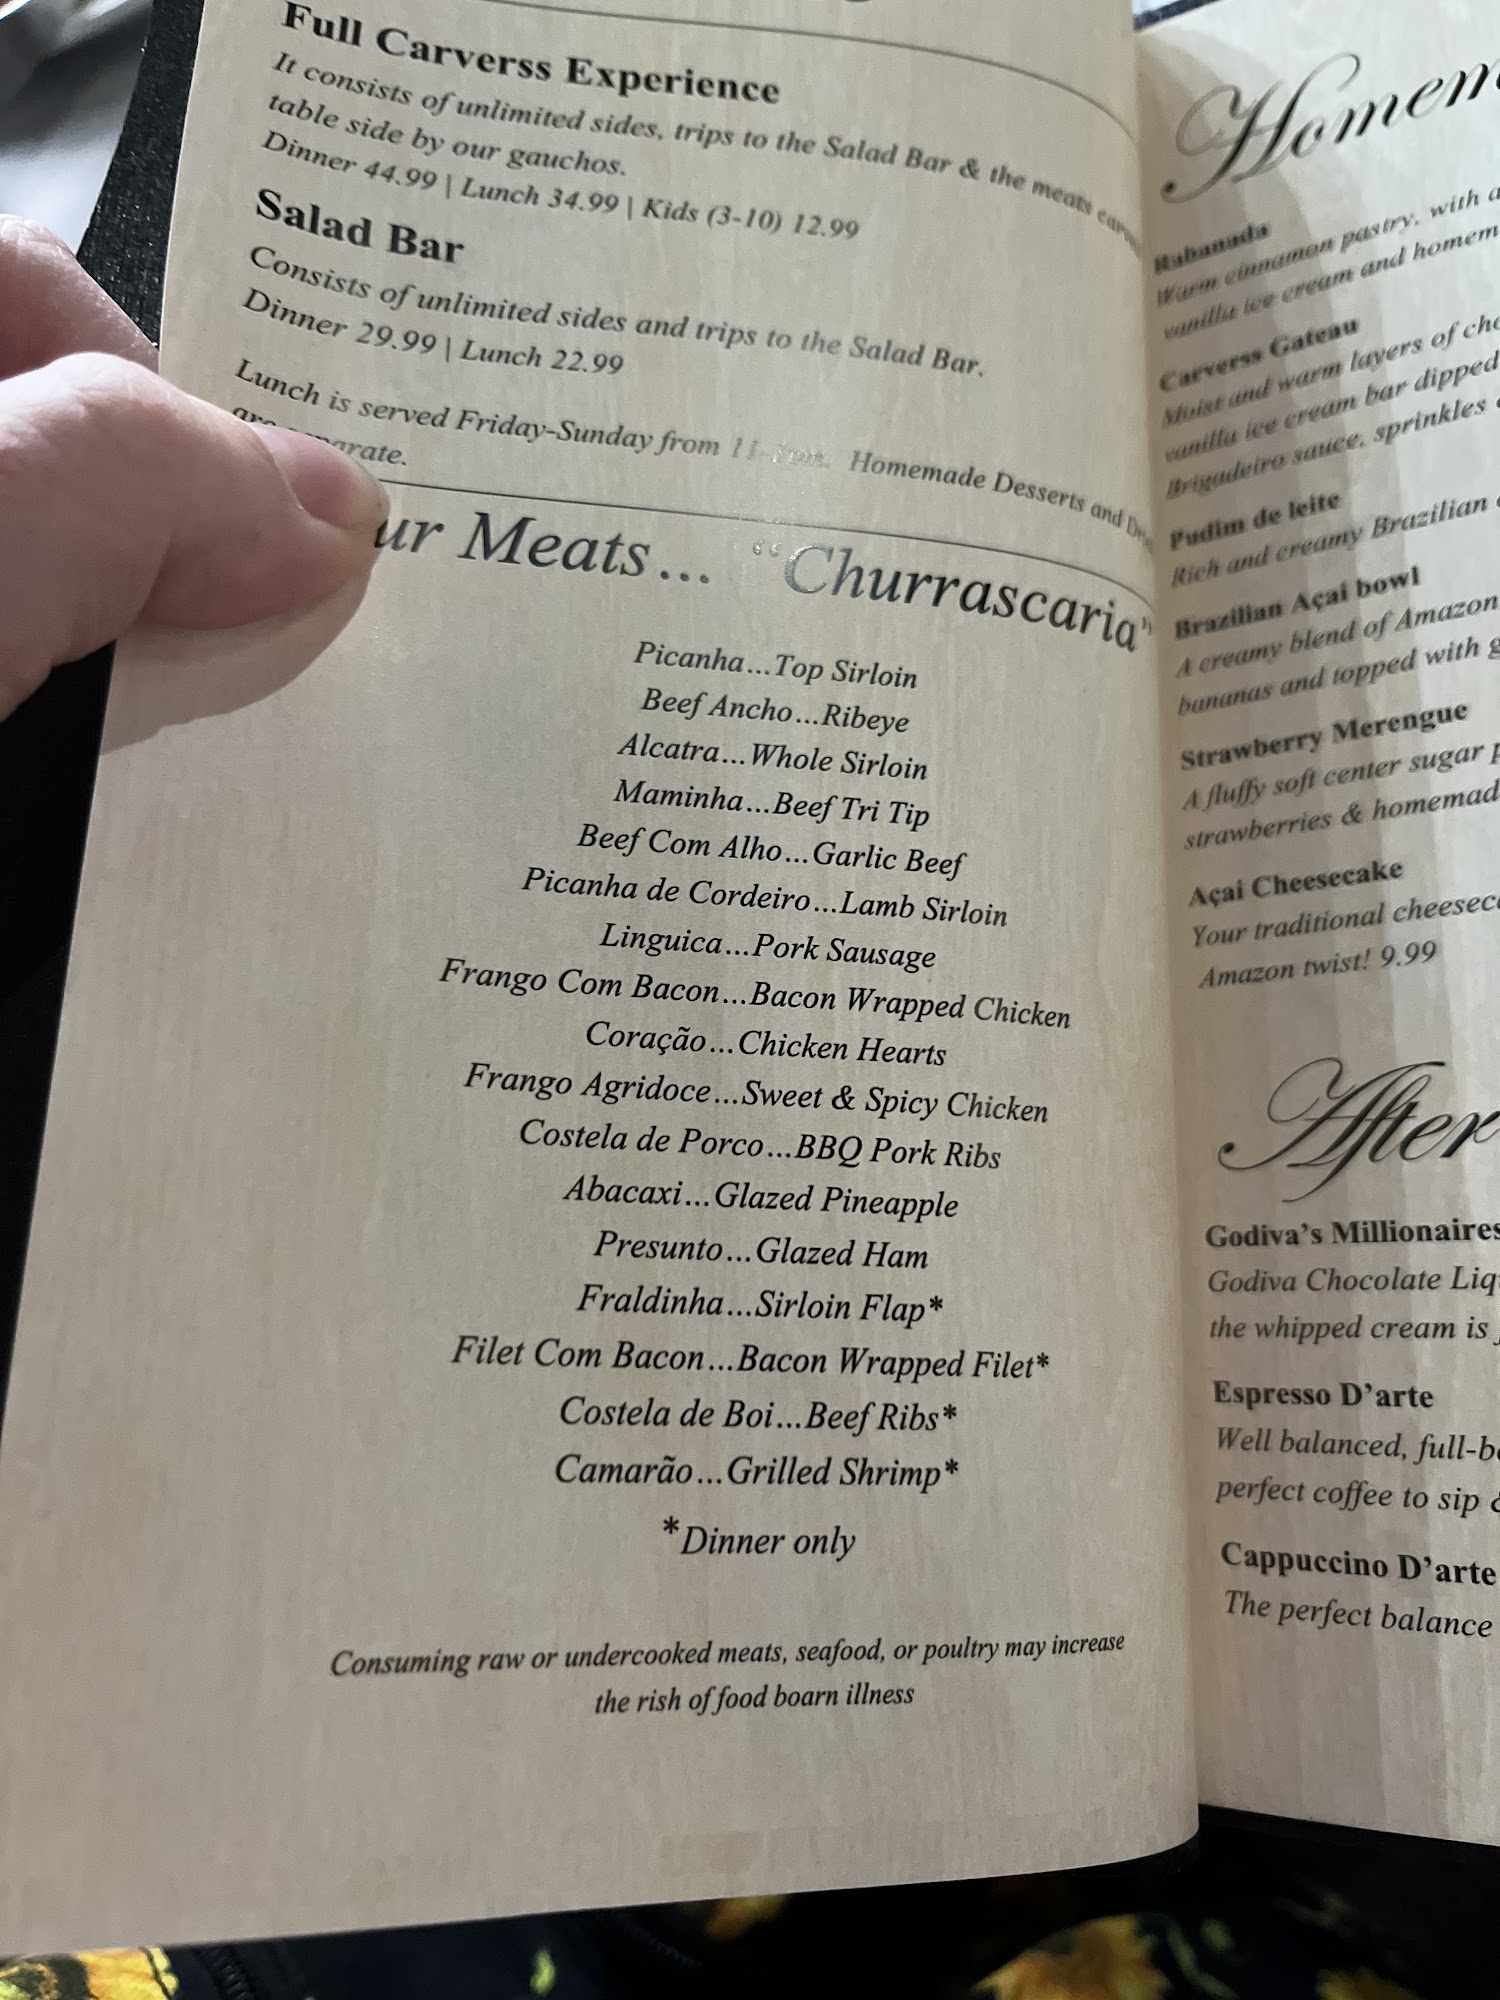 Full Carverss Experience
It consists of unlimited sides, trips to the Salad Bar & the meats
table side by our gauchos.
Dinner 44.99 | Lunch 34.99 | Kids (3-10) 12.99
Salad Bar
Consists of unlimited sides and trips to the Salad Bar.
Dinner 29.99 | Lunch 22.99
Lunch is served Friday-Sunday from Homemade Desserts and
are
ur Meats... "Churrascaria"
Picanha...Top Sirloin
Beef Ancho...Ribeye
Alcatra...Whole Sirloin
Maminha...Beef Tri Tip
Beef Com Alho...Garlic Beef
Picanha de Cordeiro...Lamb Sirloin
Linguica...Pork Sausage
Frango Com Bacon...Bacon Wrapped Chicken
Coração...Chicken Hearts
Frango Agridoce...Sweet & Spicy Chicken
Costela de Porco...BBQ Pork Ribs
Abacaxi...Glazed Pineapple
Presunto...Glazed Ham
Fraldinha...Sirloin Flap*
Filet Com Bacon...Bacon Wrapped Filet*
Costela de Boi...Beef Ribs*
Camarão...Grilled Shrimp*
*Dinner only
Consuming raw or undercooked meats, seafood, or poultry may increase
the rish of food boarn illness
Homem
Rabanada
Warm cinnamon pastry, with a
vanilla ice cream and homem
Carverss Gateau
Moist and warm layers of cho
vanilla ice cream bar dipped
Brigadeiro sauce, sprinkles
Pudim de leite
Rich and creamy Brazilian
Brazilian Açai bowl
A creamy blend of Amazon
bananas and topped with g
Strawberry Merengue
A fluffy soft center sugar p
strawberries & homemad
Açai Cheesecake
Your traditional cheeseca
Amazon twist! 9.99
After
Godiva's Millionaires
Godiva Chocolate Liq
the whipped cream is
Espresso D'arte
Well balanced, full-bo
perfect coffee to sip &
Cappuccino D'arte
The perfect balance